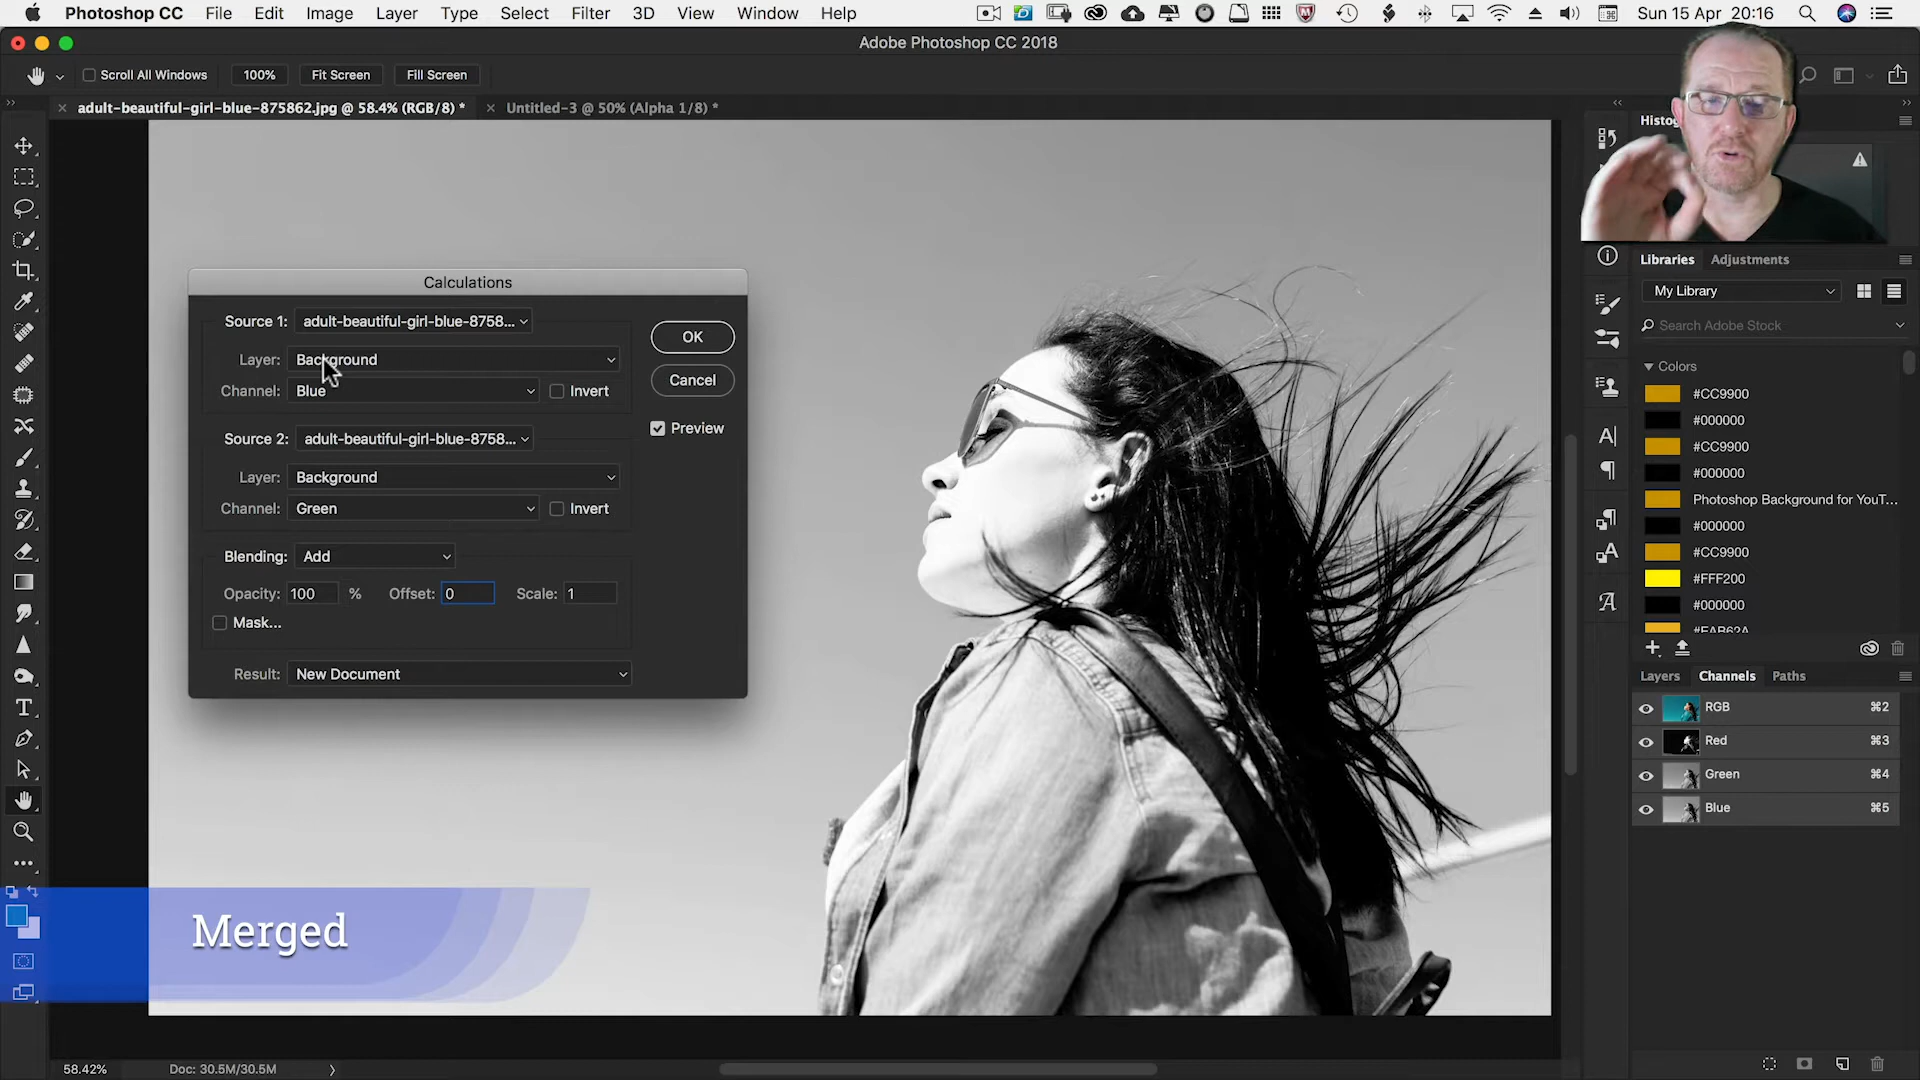 Photoshop CC File Edit Image Layer Type Select Filter 3D View Window Help Sun 15 Apr 20:16
Adobe Photoshop CC 2018
Scroll All Windows 100% Fit Screen Fill Screen
adult-beautiful-girl-blue-875862.jpg @ 58.4% (RGB/8) * Untitled-3 @ 50% (Alpha 1/8) *
Calculations
Source 1: adult-beautiful-girl-blue-8758...
Layer: Background
Channel: Blue Invert
Source 2: adult-beautiful-girl-blue-8758...
Layer: Background
Channel: Green Invert
Blending: Add
Opacity: 100 % Offset: 0 Scale: 1
Mask...
Result: New Document
OK
Cancel
Preview
Merged
58.42% Doc: 30.5M/30.5M
Libraries Adjustments
My Library
Search Adobe Stock
Colors
#CC9900
#000000
#CC9900
#000000
Photoshop Background for YouT...
#000000
#CC9900
#FFF200
#000000
Layers Channels Paths
RGB ⌘2
Red ⌘3
Green ⌘4
Blue ⌘5